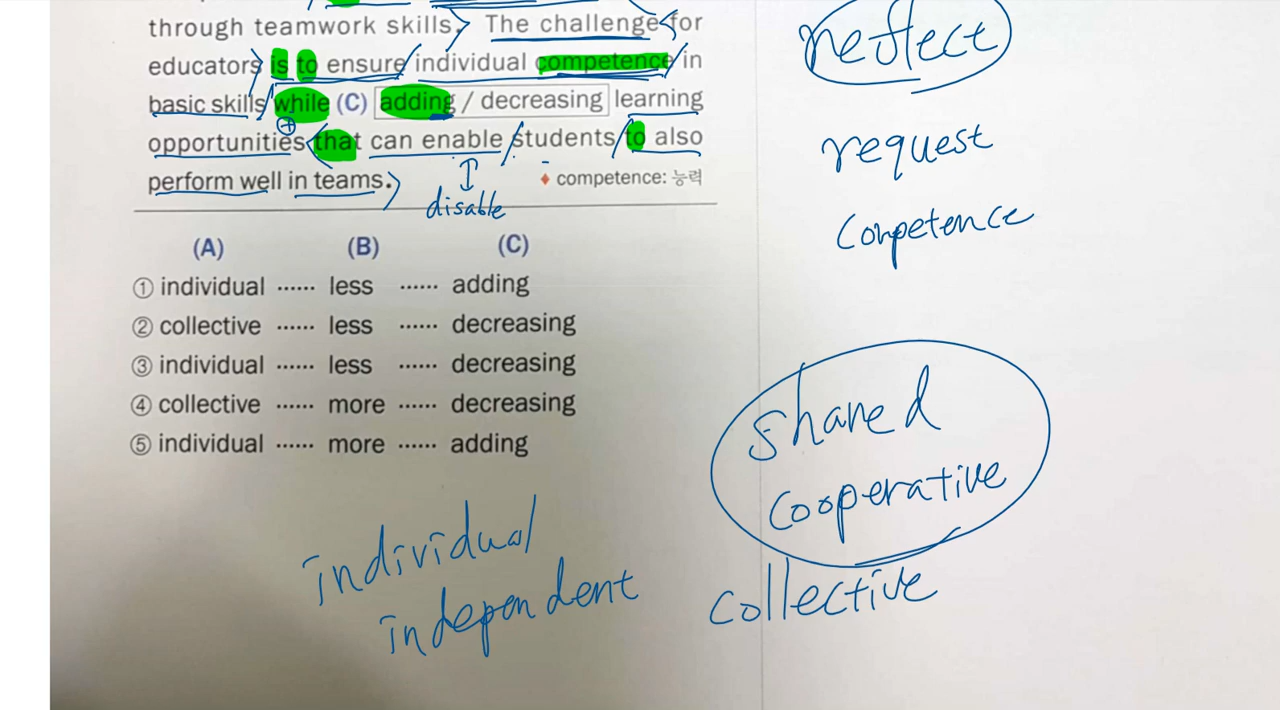 through teamwork skills. The challenge for
educators is to ensure individual competence in
basic skills while (C) adding / decreasing learning
opportunities that can enable students to also
perform well in teams.
disable
♦ competence: 능력
(A) (B) (C)
① individual ...... less ...... adding
② collective ...... less ...... decreasing
③ individual ...... less ...... decreasing
④ collective ...... more ...... decreasing
⑤ individual ...... more ...... adding
individual
independent
reflect
request
competence
shared
cooperative
collective